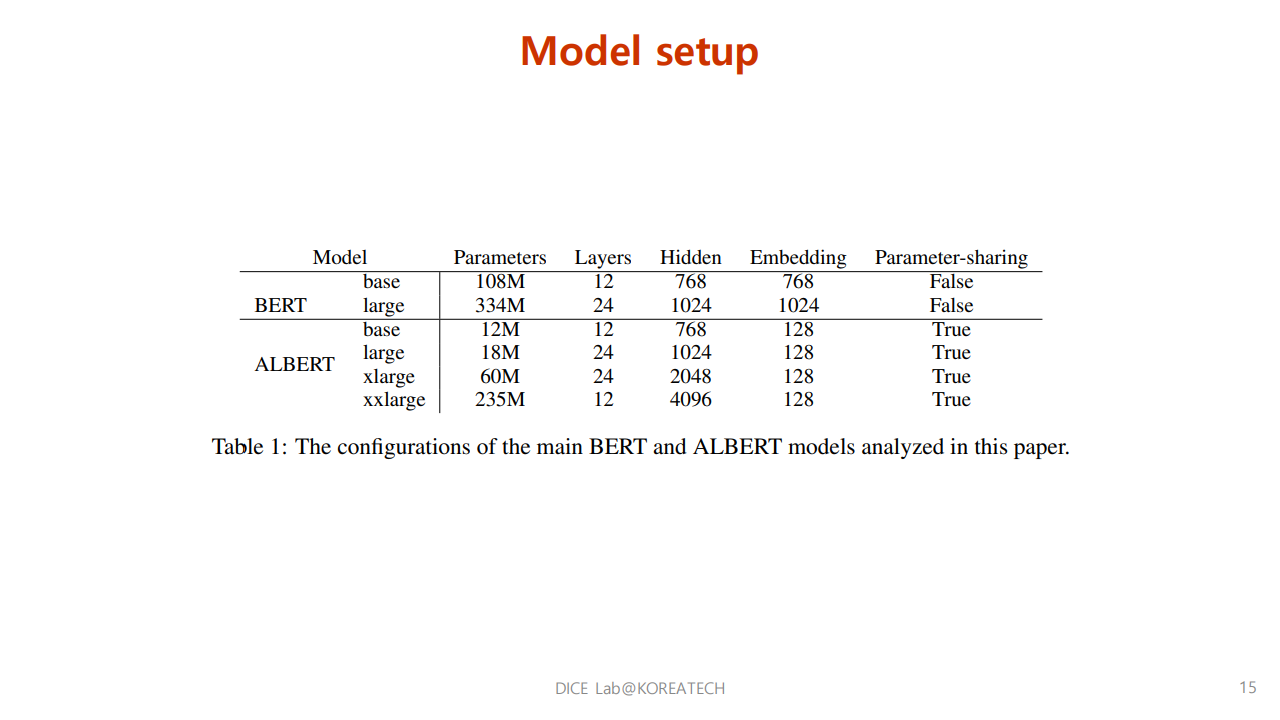 Model setup
Model Parameters Layers Hidden Embedding Parameter-sharing
base 108M 12 768 768 False
BERT large 334M 24 1024 1024 False
base 12M 12 768 128 True
large 18M 24 1024 128 True
ALBERT
xlarge 60M 24 2048 128 True
xxlarge 235M 12 4096 128 True
Table 1: The configurations of the main BERT and ALBERT models analyzed in this paper.
DICE Lab@KOREATECH
15